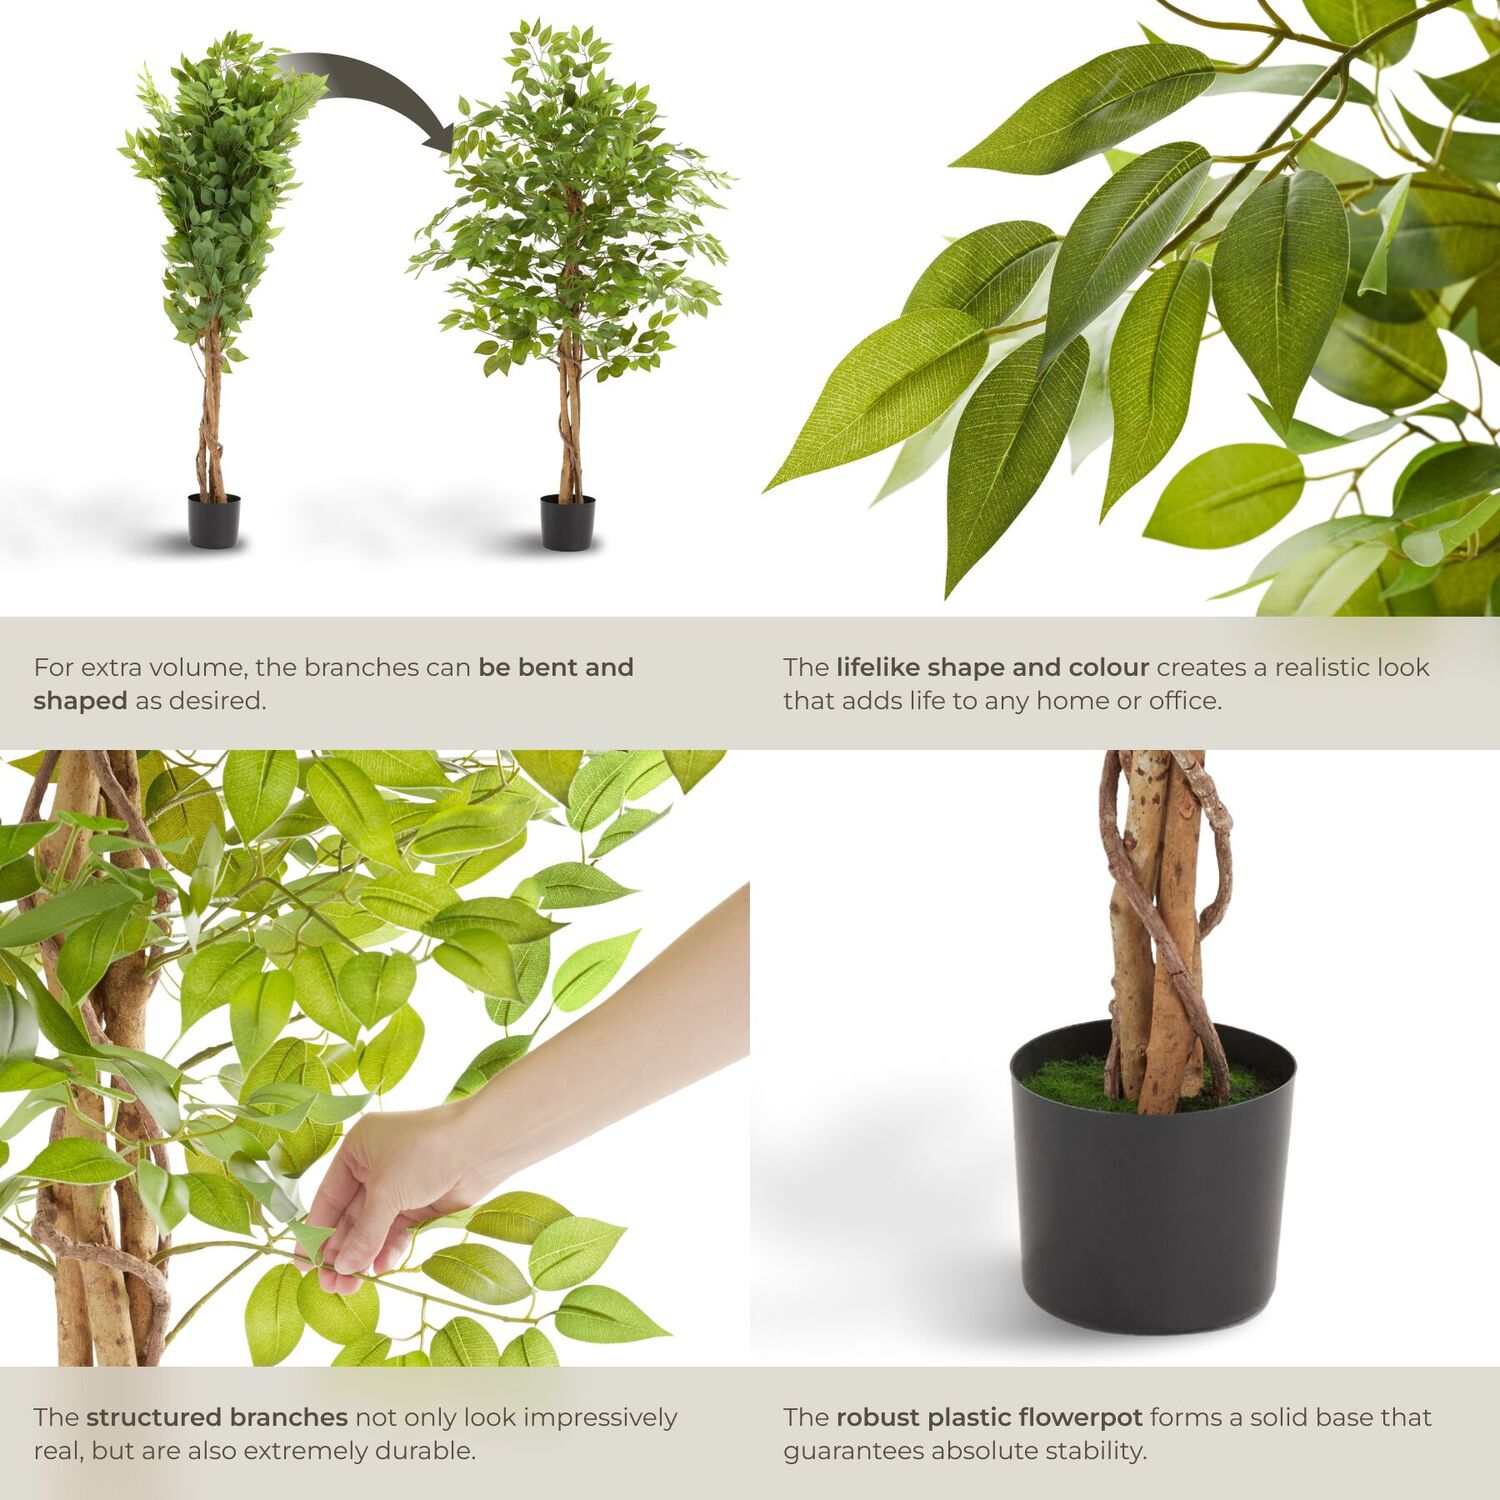 For extra volume, the branches can be bent and
shaped as desired.
The lifelike shape and colour creates a realistic look
that adds life to any home or office.
The structured branches not only look impressively
real, but are also extremely durable.
The robust plastic flowerpot forms a solid base that
guarantees absolute stability.